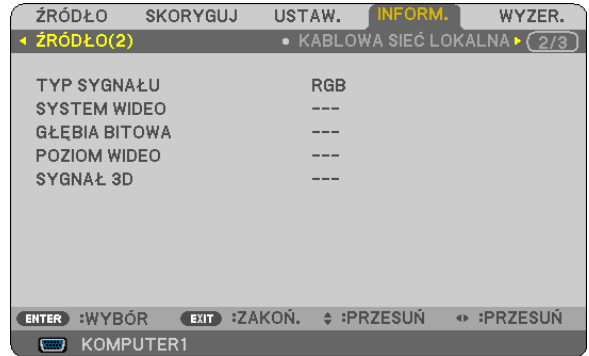 ŹRÓDŁO SKORYGUJ USTAW. INFORM. WYZER.
◂ ŹRÓDŁO(2) • KABLOWA SIEĆ LOKALNA ▸ 2/3
TYP SYGNAŁU RGB
SYSTEM WIDEO ---
GŁĘBIA BITOWA ---
POZIOM WIDEO ---
SYGNAŁ 3D ---
ENTER :WYBÓR EXIT :ZAKOŃ. :PRZESUŃ :PRZESUŃ
KOMPUTER1